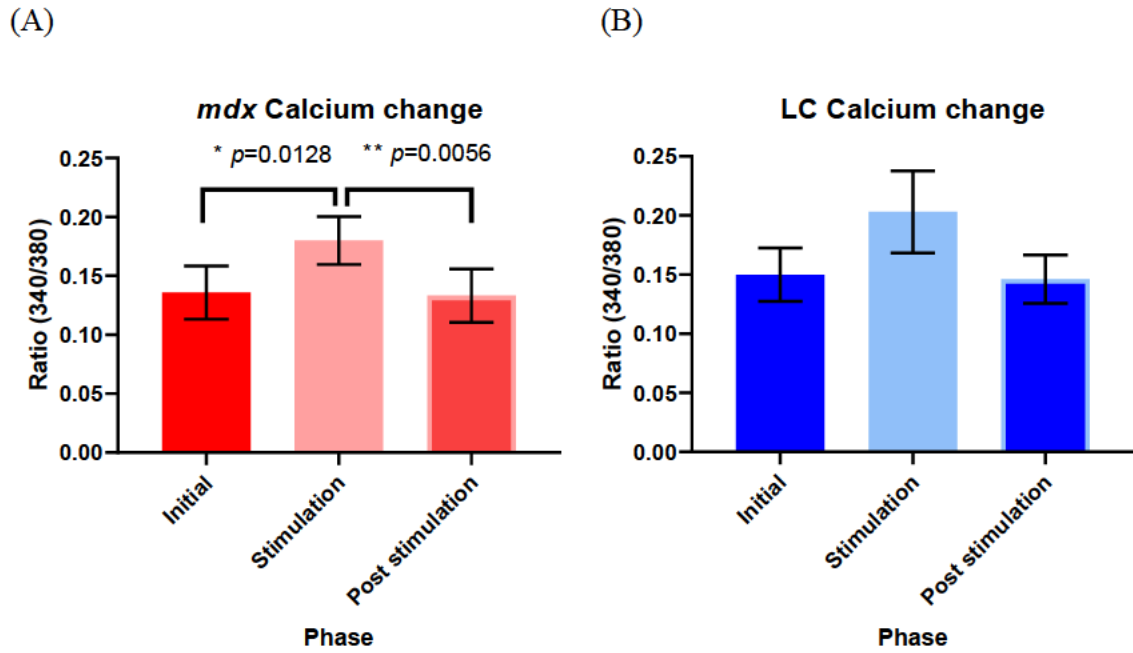 (A)
mdx Calcium change
* p=0.0128
** p=0.0056
Ratio (340/380)
0.25
0.20
0.15
0.10
0.05
0.00
Initial
Stimulation
Post stimulation
Phase
(B)
LC Calcium change
Ratio (340/380)
0.25
0.20
0.15
0.10
0.05
0.00
Initial
Stimulation
Post stimulation
Phase